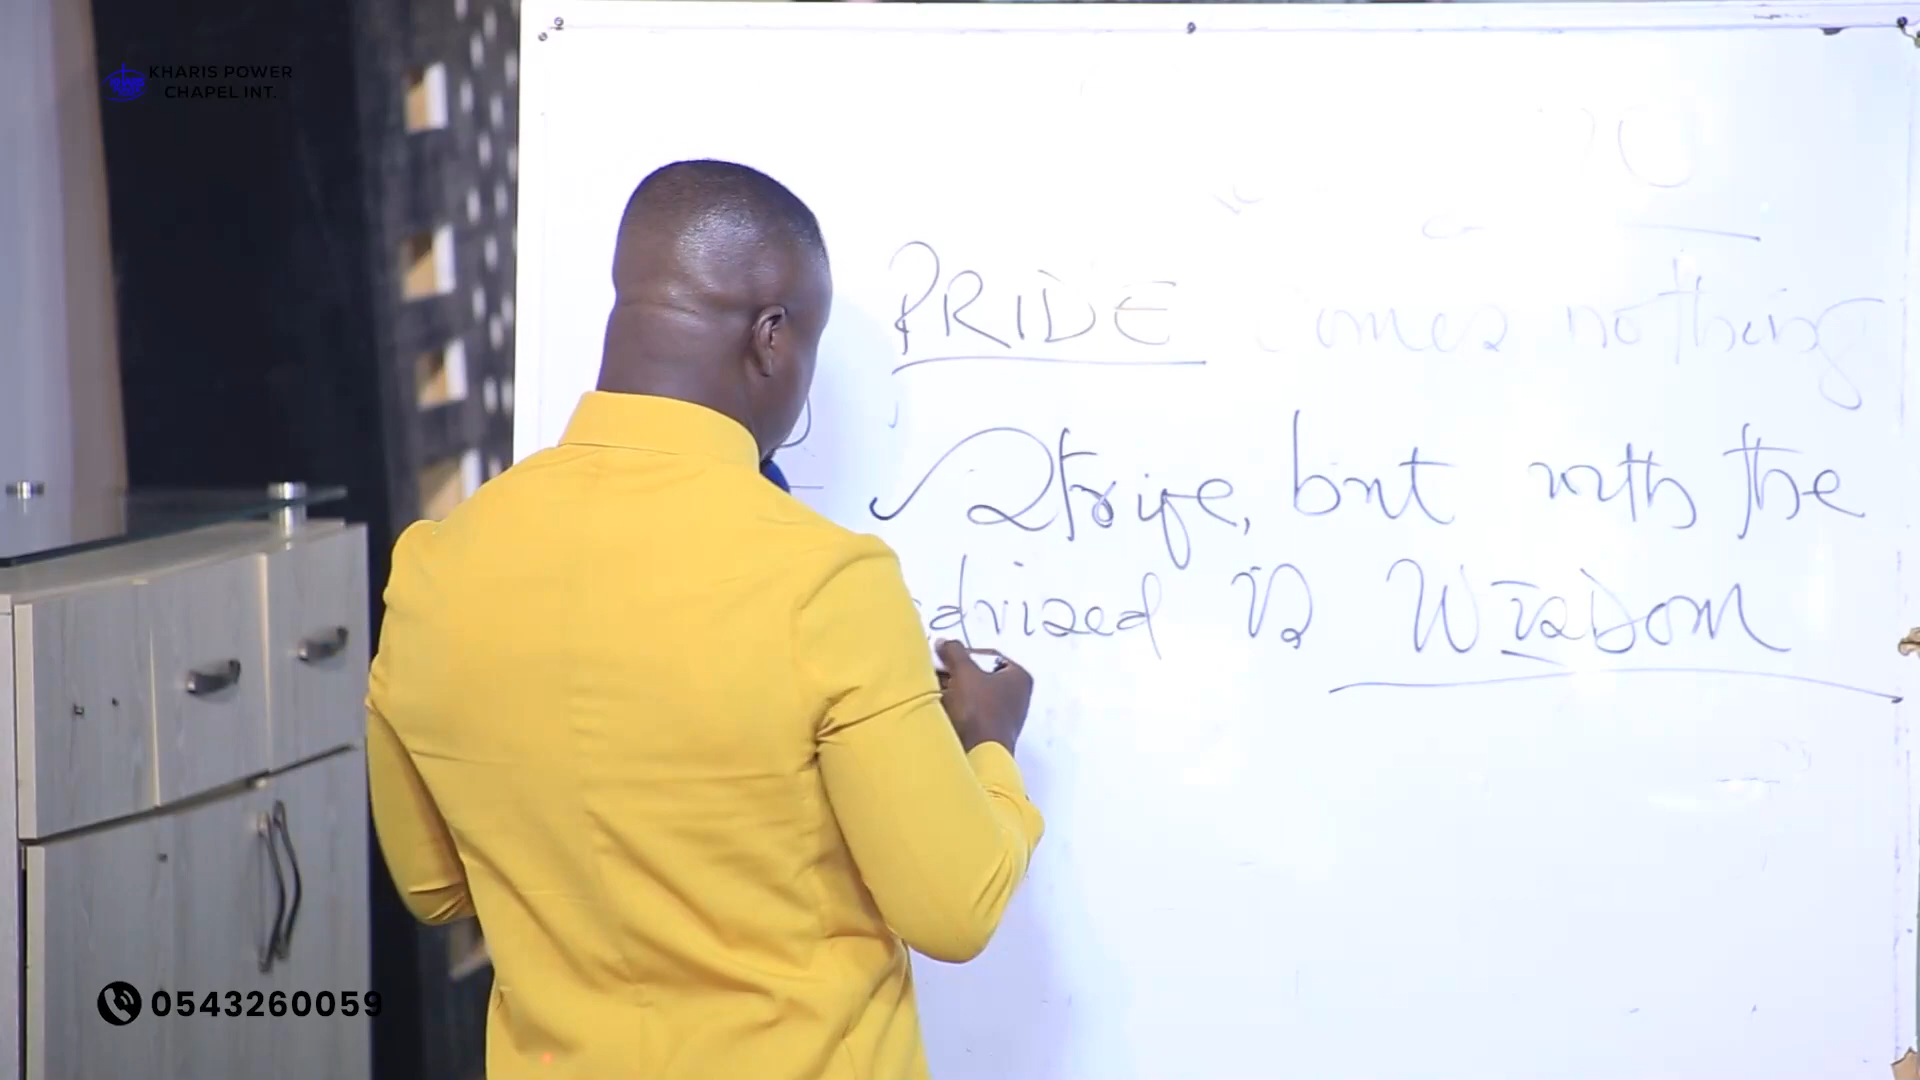 KHARIS POWER
CHAPEL INT.
PRIDE Comes nothing
Strife, but with the
advised is WISDOM
0543260059